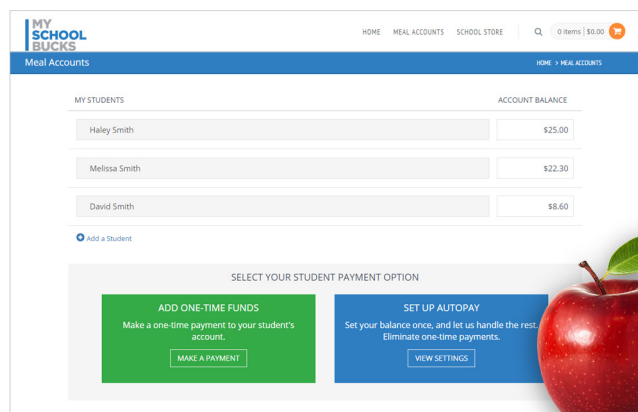 MY
SCHOOL
BUCKS
HOME MEAL ACCOUNTS SCHOOL STORE 0 items | $0.00
Meal Accounts HOME > MEAL ACCOUNTS
MY STUDENTS ACCOUNT BALANCE
Haley Smith $25.00
Melissa Smith $22.30
David Smith $8.60
Add a Student
SELECT YOUR STUDENT PAYMENT OPTION
ADD ONE-TIME FUNDS
Make a one-time payment to your student's
account.
MAKE A PAYMENT
SET UP AUTOPAY
Set your balance once, and let us handle the rest.
Eliminate one-time payments.
VIEW SETTINGS